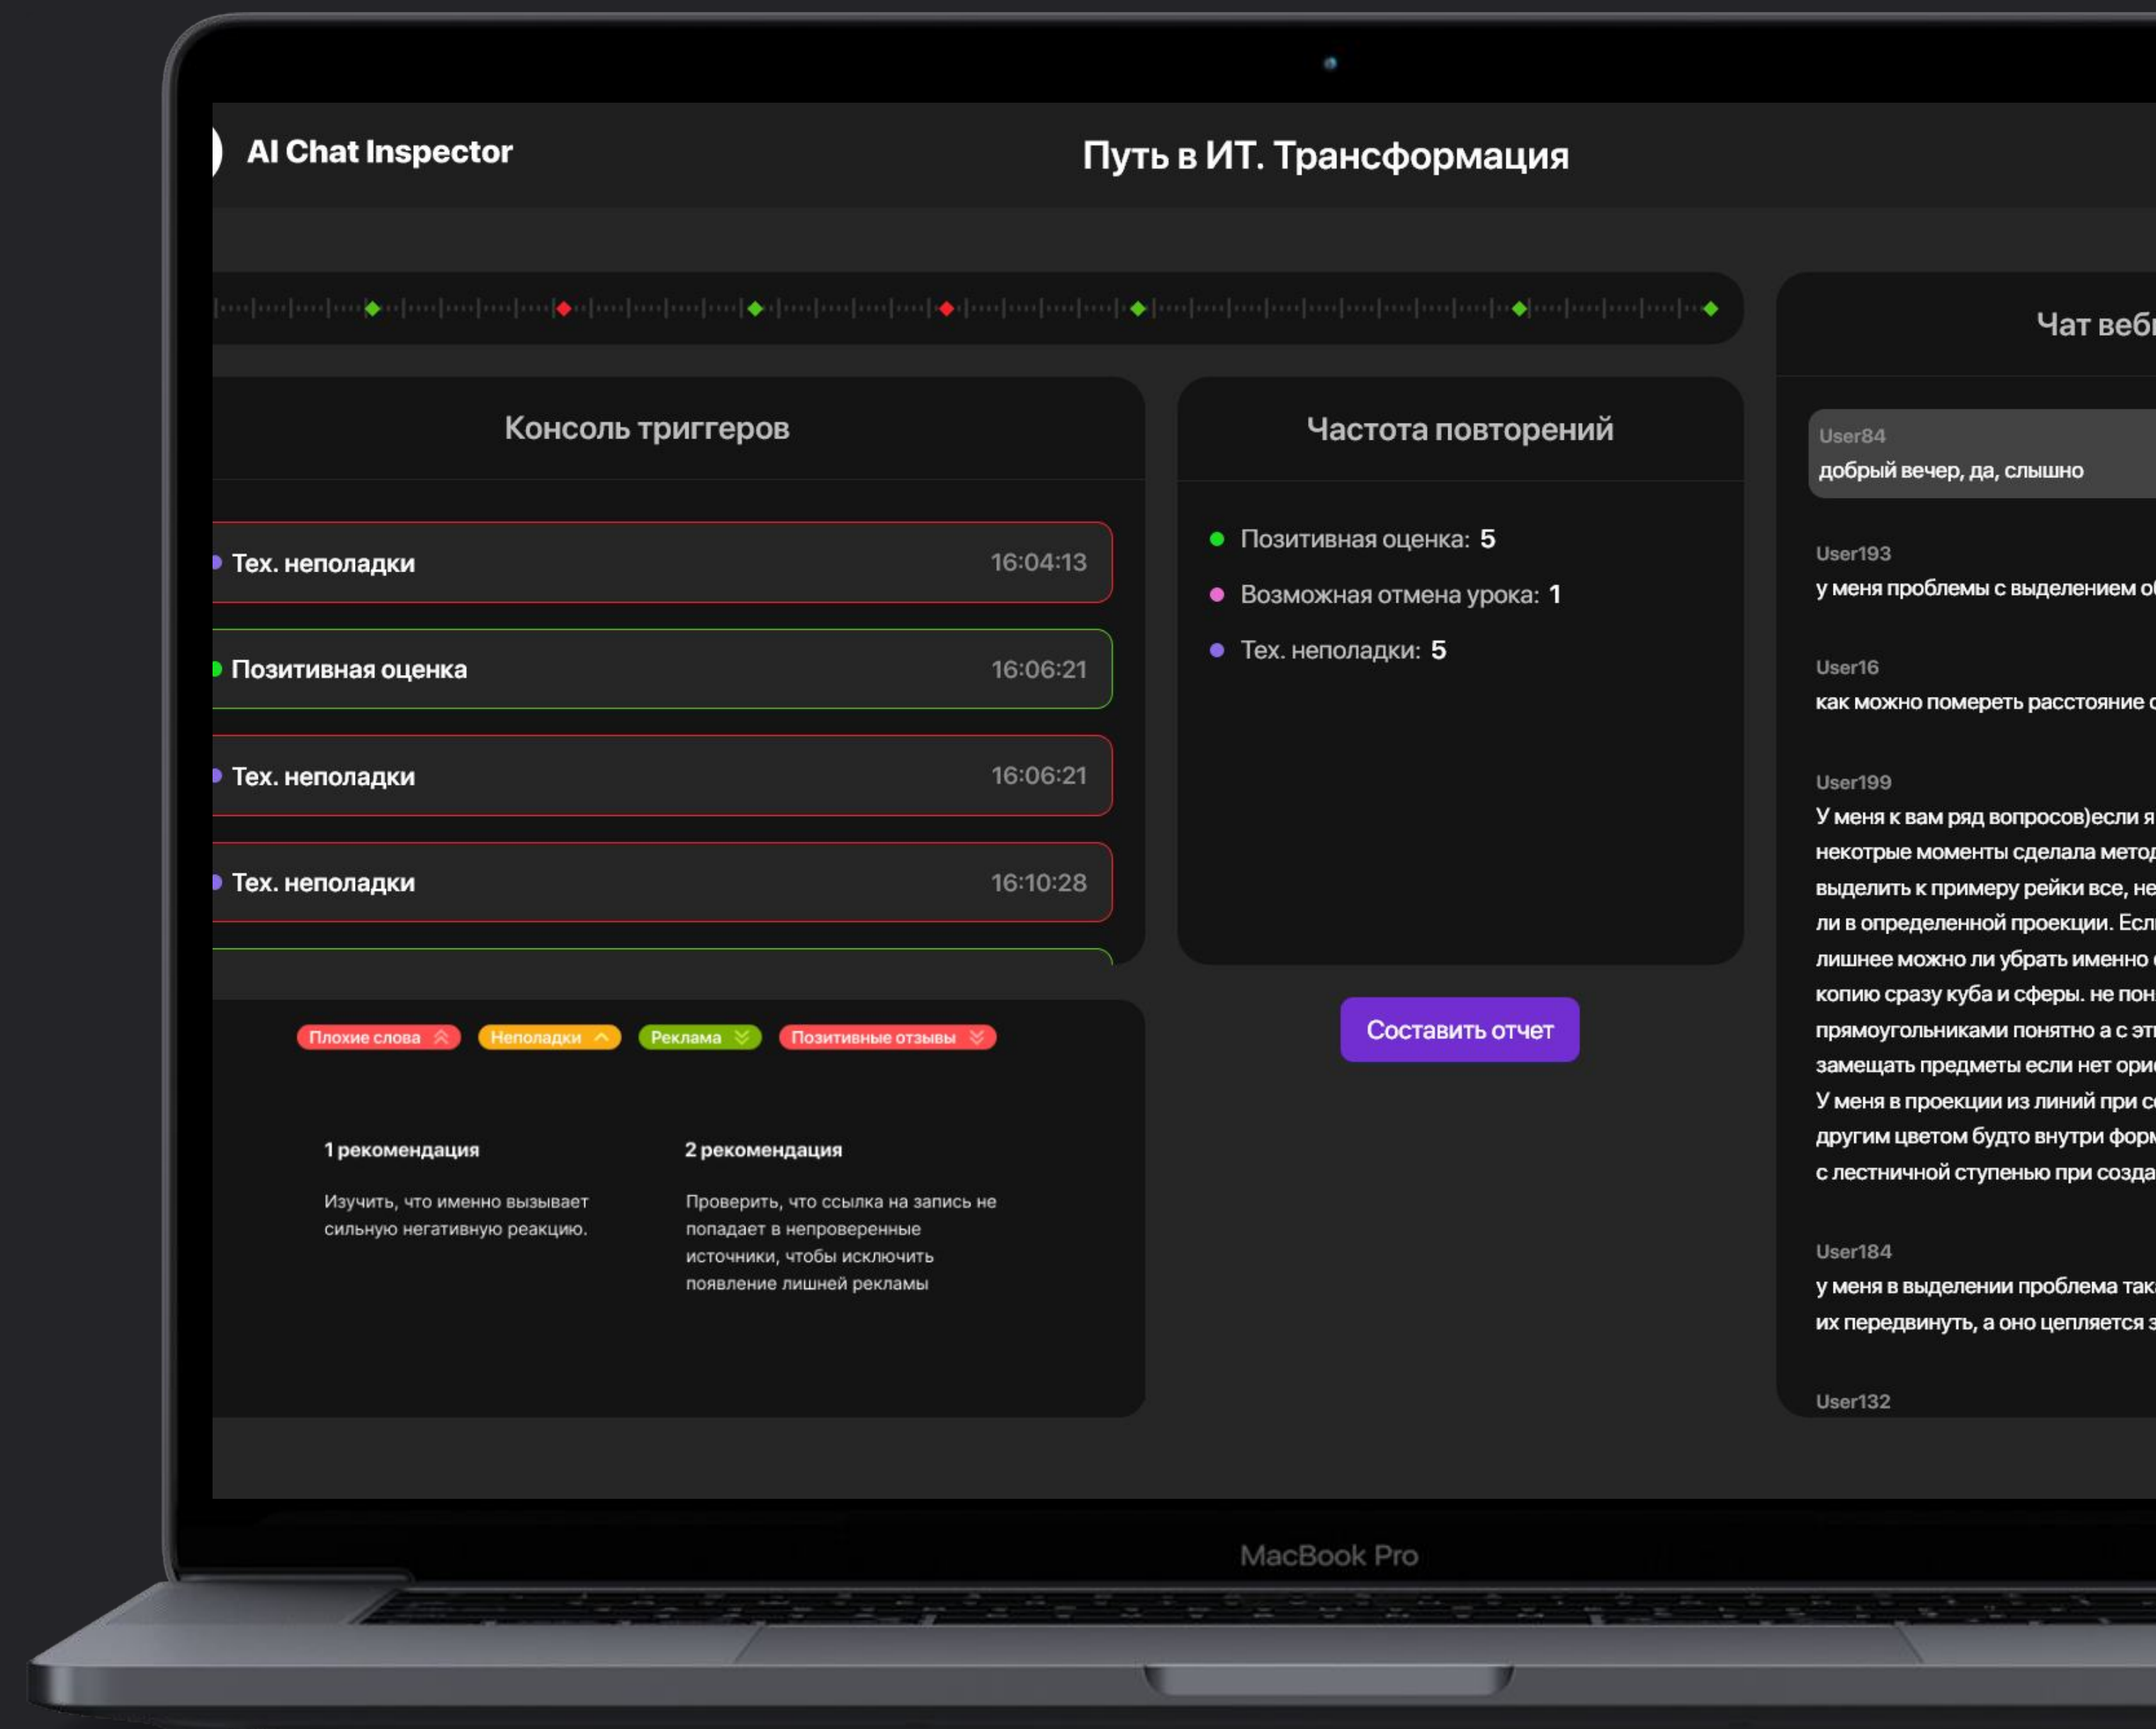 AI Chat Inspector
Путь в ИТ. Трансформация
Консоль триггеров
Тех. неполадки 16:04:13
Позитивная оценка 16:06:21
Тех. неполадки 16:06:21
Тех. неполадки 16:10:28
Частота повторений
Позитивная оценка: 5
Возможная отмена урока: 1
Тех. неполадки: 5
Плохие слова Неполадки Реклама Позитивные отзывы
1 рекомендация
Изучить, что именно вызывает
сильную негативную реакцию.
2 рекомендация
Проверить, что ссылка на запись не
попадает в непроверенные
источники, чтобы исключить
появление лишней рекламы
Составить отчет
Чат
User84
добрый вечер, да, слышно
User193
у меня проблемы с выделением
User16
как можно помереть расстояние
User199
У меня к вам ряд вопросов)если я
некотрые моменты сделала
выделить к примеру рейки все,
ли в определенной проекции.
лишнее можно ли убрать именно
копию сразу куба и сферы. не
прямоугольниками понятно а с
замещать предметы если нет
У меня в проекции из линий при
другим цветом будто внутри
с лестничной ступенью при
User184
у меня в выделении проблема
их передвинуть, а оно цепляется
User132
MacBook Pro